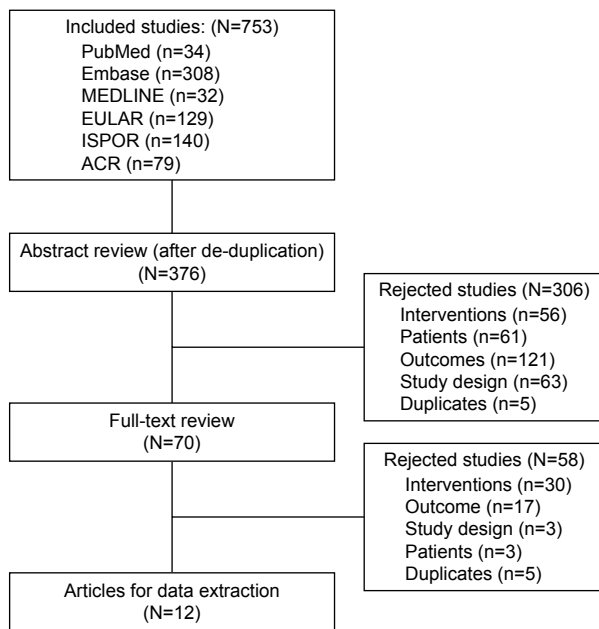 Included studies: (N=753)
PubMed (n=34)
Embase (n=308)
MEDLINE (n=32)
EULAR (n=129)
ISPOR (n=140)
ACR (n=79)
Abstract review (after de-duplication)
(N=376)
Rejected studies (N=306)
Interventions (n=56)
Patients (n=61)
Outcomes (n=121)
Study design (n=63)
Duplicates (n=5)
Full-text review
(N=70)
Rejected studies (N=58)
Interventions (n=30)
Outcome (n=17)
Study design (n=3)
Patients (n=3)
Duplicates (n=5)
Articles for data extraction
(N=12)